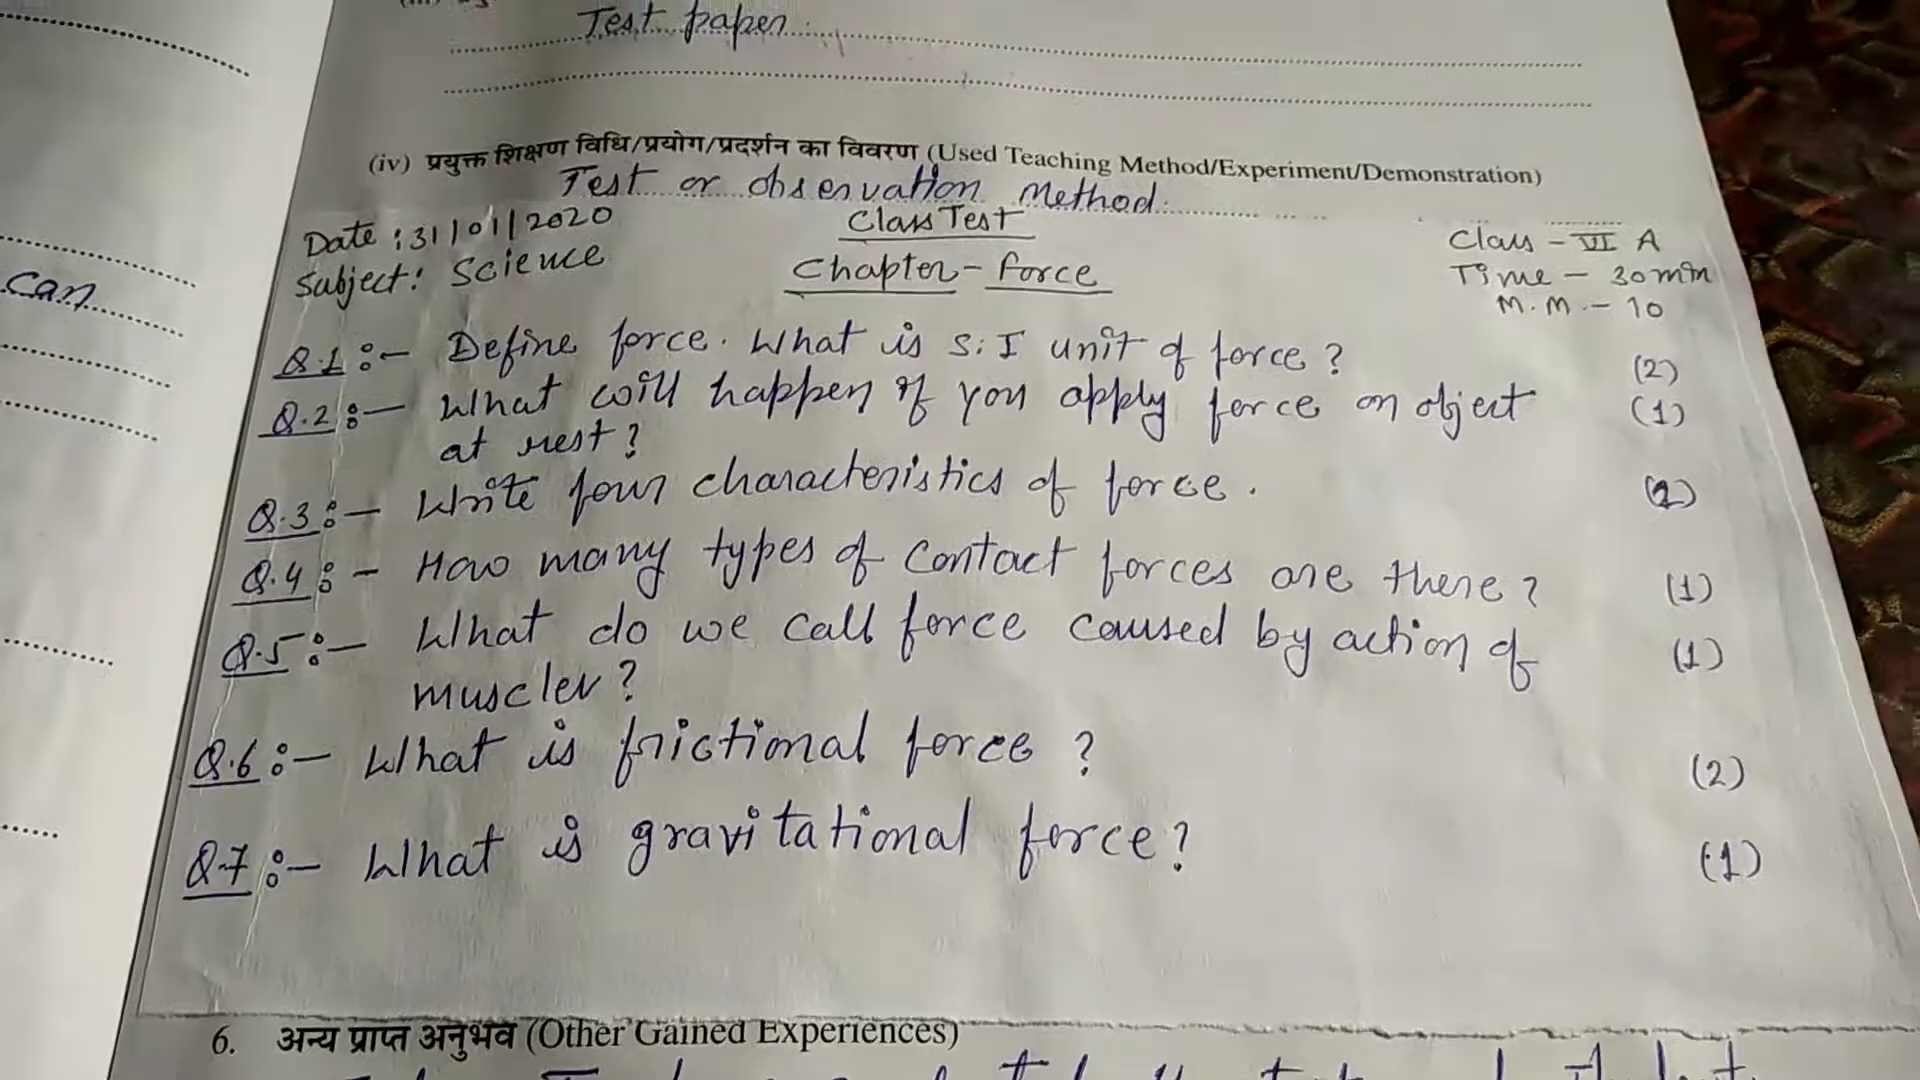 Test paper
(iv) प्रयुक्त शिक्षण विधि/प्रयोग/प्रदर्शन का विवरण (Used Teaching Method/Experiment/Demonstration)
Test or observation Method.
Date : 31/01/2020 Class Test Class - VI A
Subject: Science Chapter - force Time - 30 min
M.M. - 10
can
Q.1 :- Define force. What is S.I unit of force? (2)
Q.2 :- What will happen if you apply force on object (1)
at rest?
Q.3 :- Write four characteristics of force.
Q.4 :- How many types of contact forces are there? (1)
Q.5 :- What do we call force caused by action of (1)
muscles?
Q.6 :- What is frictional force? (2)
Q.7 :- What is gravitational force? (1)
6. अन्य प्राप्त अनुभव (Other Gained Experiences)